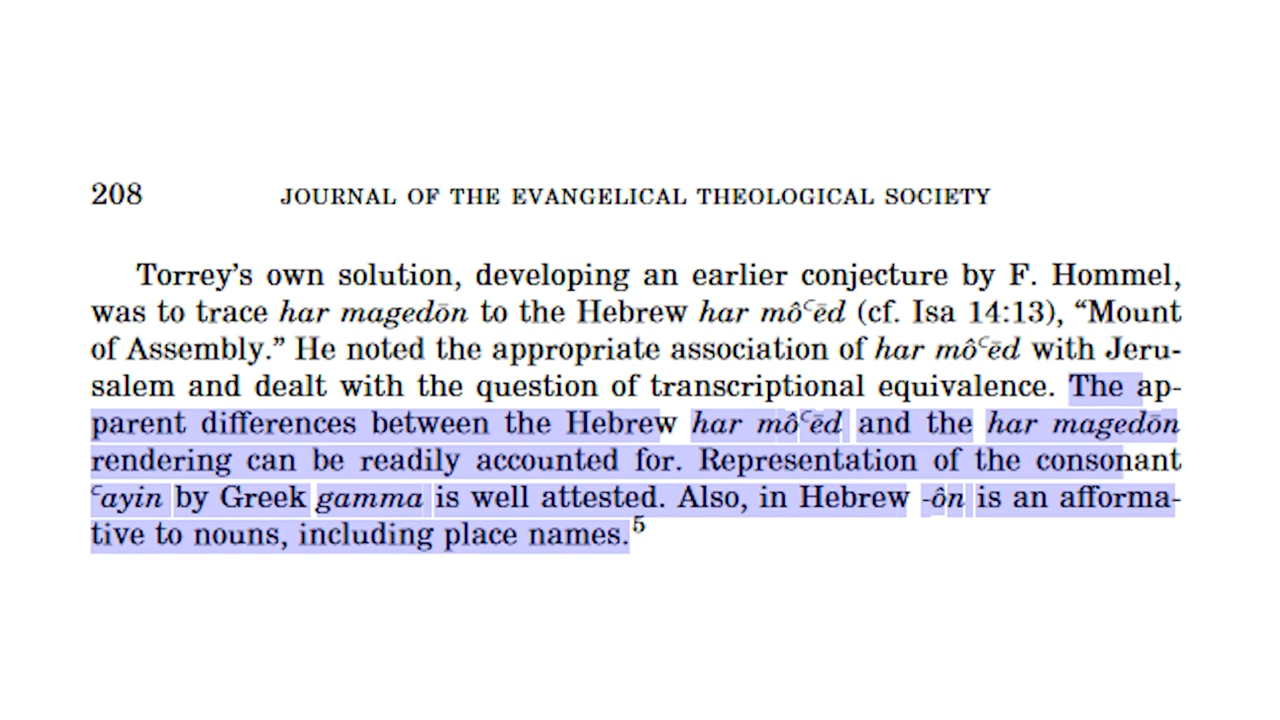 208 JOURNAL OF THE EVANGELICAL THEOLOGICAL SOCIETY
Torrey’s own solution, developing an earlier conjecture by F. Hommel,
was to trace har magedōn to the Hebrew har môʿēd (cf. Isa 14:13), “Mount
of Assembly.” He noted the appropriate association of har môʿēd with Jeru-
salem and dealt with the question of transcriptional equivalence. The ap-
parent differences between the Hebrew har môʿēd and the har magedōn
rendering can be readily accounted for. Representation of the consonant
ʿayin by Greek gamma is well attested. Also, in Hebrew -ôn is an afforma-
tive to nouns, including place names.⁵